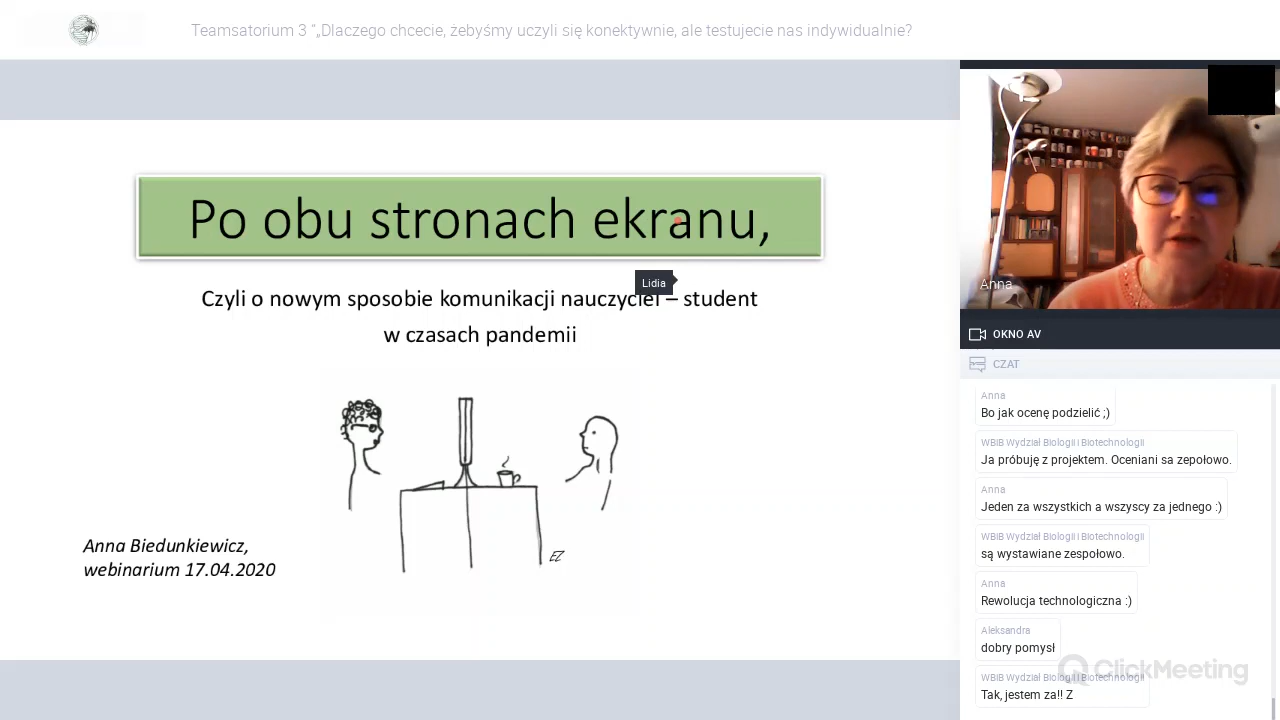 Teamsatorium 3 "„Dlaczego chcecie, żebyśmy uczyli się konektywnie, ale testujecie nas indywidualnie?
Po obu stronach ekranu,
Lidia
Czyli o nowym sposobie komunikacji nauczyciel – student
w czasach pandemii
EZ
Anna Biedunkiewicz,
webinarium 17.04.2020
Anna
OKNO AV
CZAT
Anna
Bo jak ocenę podzielić ;)
WBiB Wydział Biologii i Biotechnologii
Ja próbuję z projektem. Oceniani sa zepołowo.
Anna
Jeden za wszystkich a wszyscy za jednego :)
WBiB Wydział Biologii i Biotechnologii
są wystawiane zespołowo.
Anna
Rewolucja technologiczna :)
Aleksandra
dobry pomysł
WBiB Wydział Biologii i Biotechnologii
Tak, jestem za!! Z
ClickMeeting